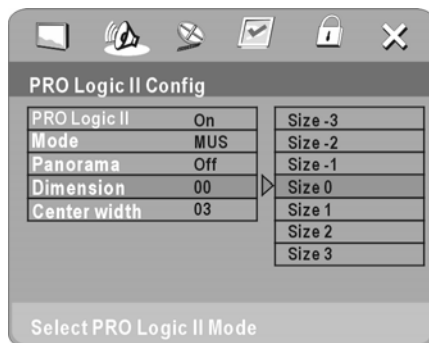 PRO Logic II Config
PRO Logic II On
Mode MUS
Panorama Off
Dimension 00
Center width 03
Size -3
Size -2
Size -1
Size 0
Size 1
Size 2
Size 3
Select PRO Logic II Mode